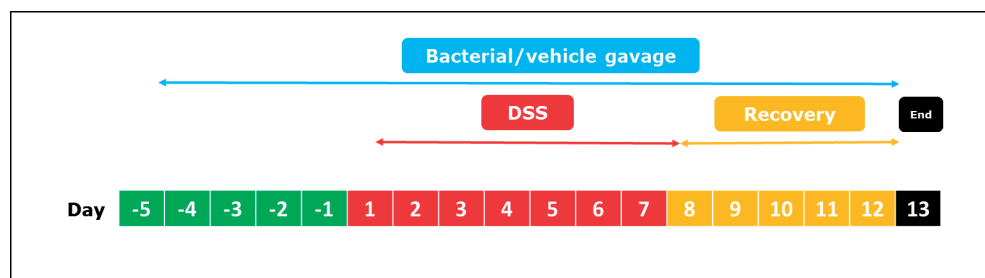 Bacterial/vehicle gavage
DSS
Recovery
End
Day -5 -4 -3 -2 -1 1 2 3 4 5 6 7 8 9 10 11 12 13